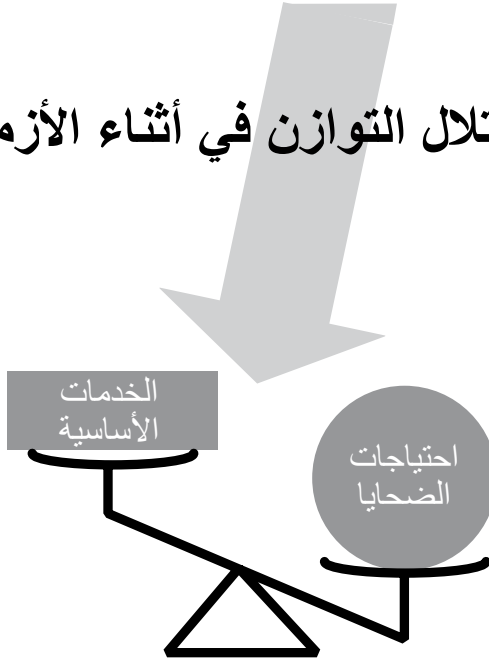 التوازن في أثناء
الخدمات
الأساسية
احتياجات
الضحايا